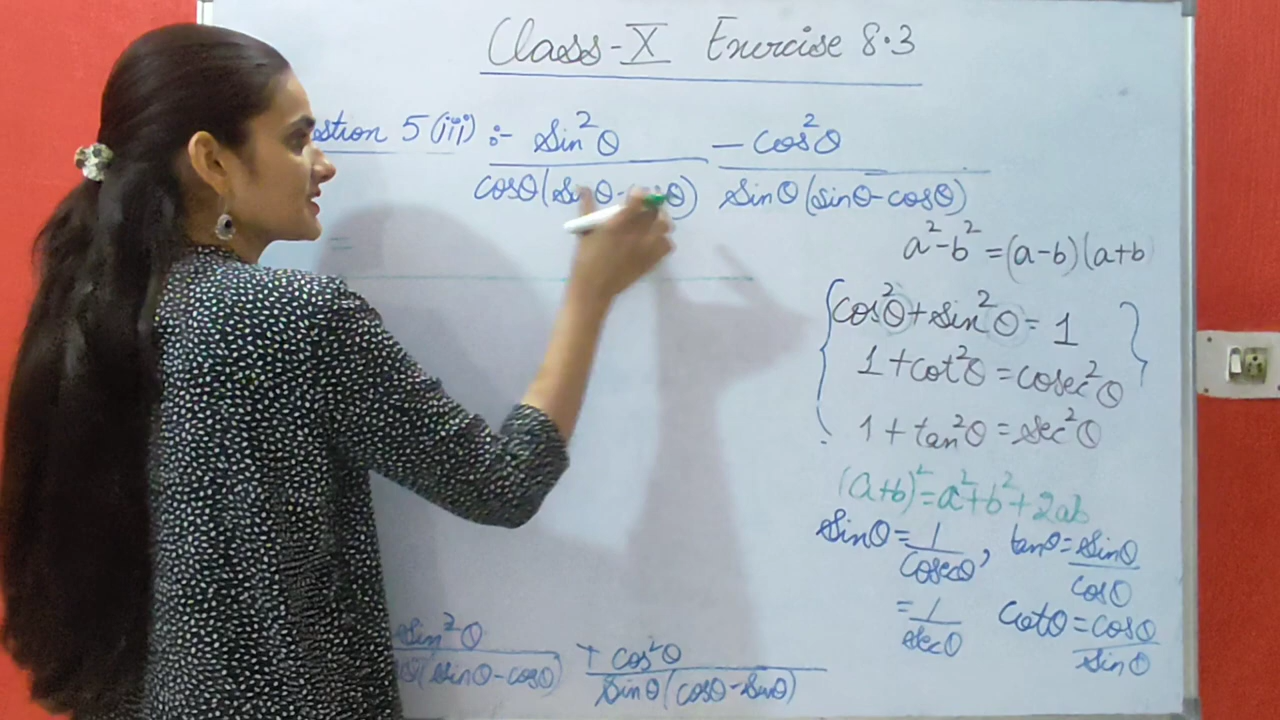 Class-X Exercise 8.3
stion 5(iii) :- sin²θ - cos²θ
cosθ(sinθ-cosθ) sinθ(sinθ-cosθ)
=
a²-b²=(a-b)(a+b
{cos²θ+sin²θ=1}
1+cot²θ=cosec²θ
1+tan²θ=sec²θ
(a+b)²=a²+b²+2ab
sinθ=1/cosecθ, tanθ=sinθ/cosθ
=1/secθ cotθ=cosθ/sinθ
sin²θ + cos²θ
(sinθ-cosθ) sinθ(cosθ-sinθ)